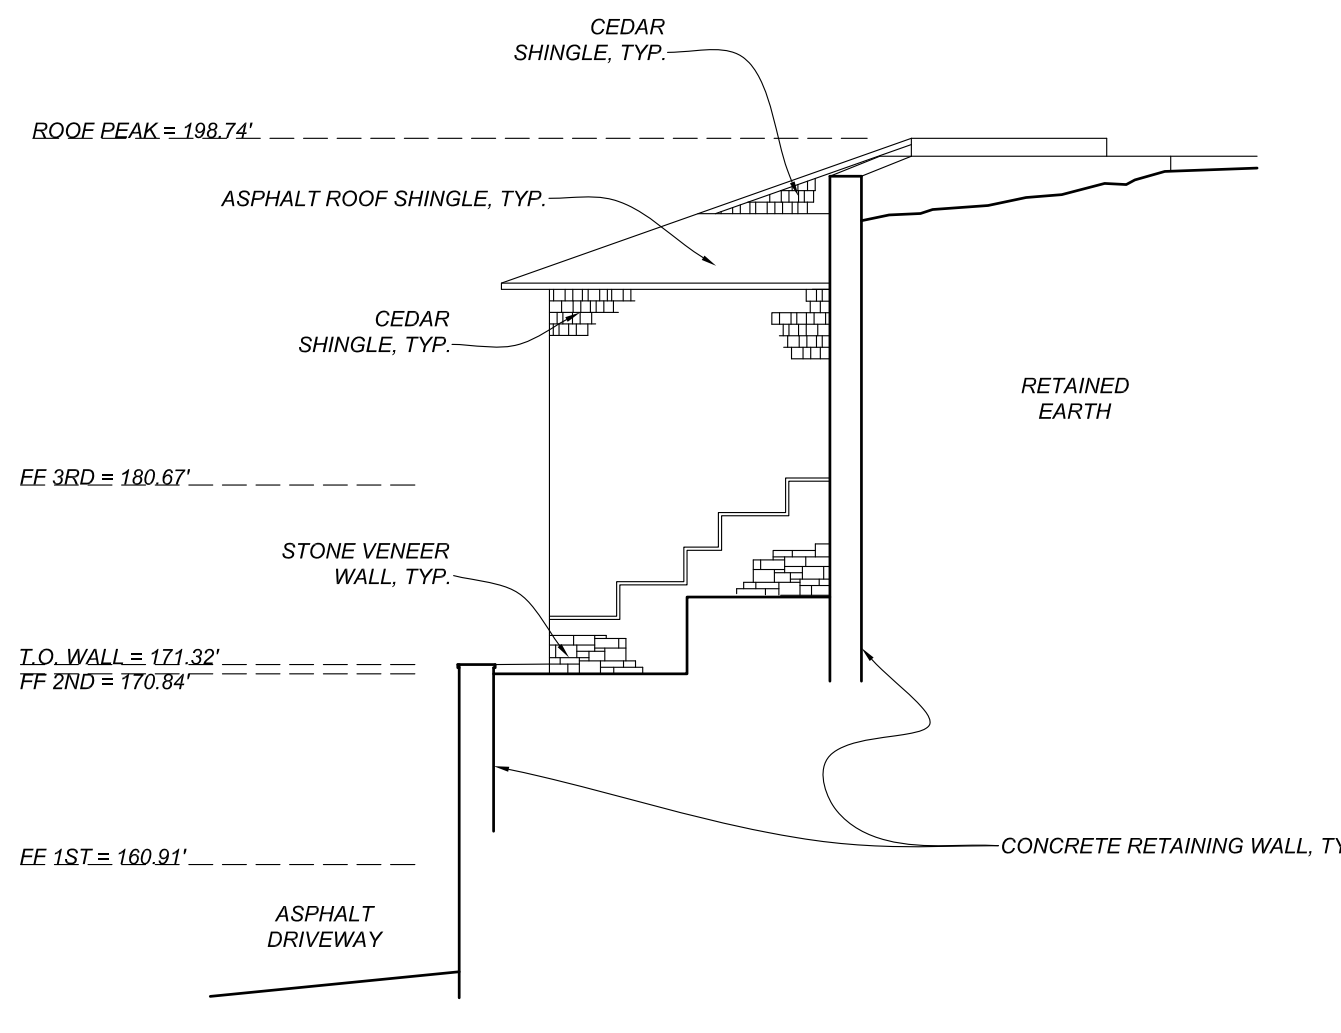 CEDAR
SHINGLE, TYP.
ROOF PEAK = 198.74'
ASPHALT ROOF SHINGLE, TYP.
CEDAR
SHINGLE, TYP.
RETAINED
EARTH
FF 3RD = 180.67'
STONE VENEER
WALL, TYP.
T.O. WALL = 171.32'
FF 2ND = 170.84'
CONCRETE RETAINING WALL, TY
FF 1ST = 160.91'
ASPHALT
DRIVEWAY